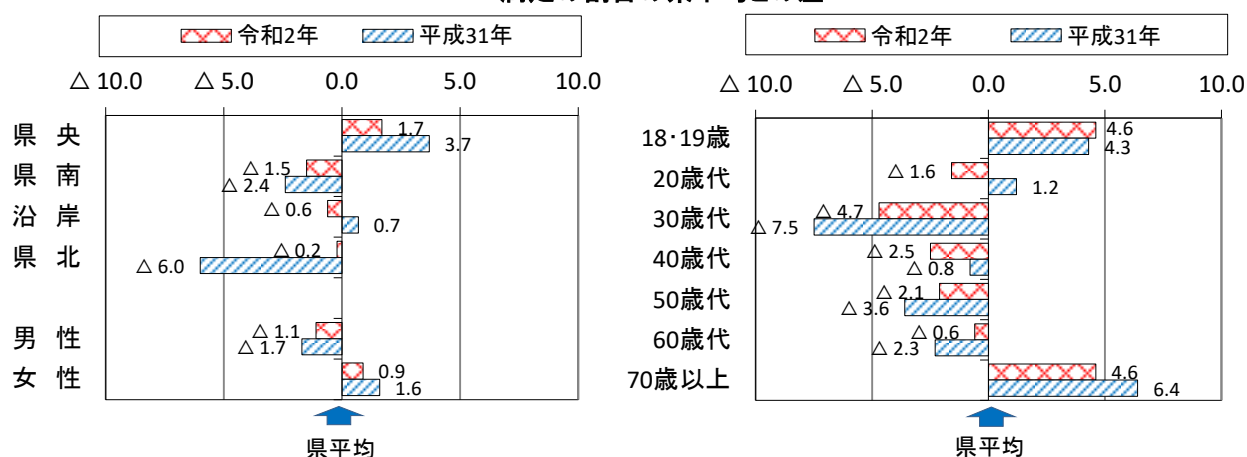 令和2年 平成31年
△ 10.0 △ 5.0 0.0 5.0 10.0
県 央 1.7
3.7
県 南 △ 1.5
△ 2.4
沿 岸 △ 0.6
0.7
県 北 △ 0.2
△ 6.0
男 性 △ 1.1
△ 1.7
女 性 0.9
1.6
県平均
令和2年 平成31年
△ 10.0 △ 5.0 0.0 5.0 10.0
18･19歳 4.6
4.3
20歳代 △ 1.6
1.2
30歳代 △ 4.7
△ 7.5
40歳代 △ 2.5
△ 0.8
50歳代 △ 2.1
△ 3.6
60歳代 △ 0.6
△ 2.3
70歳以上 4.6
6.4
県平均